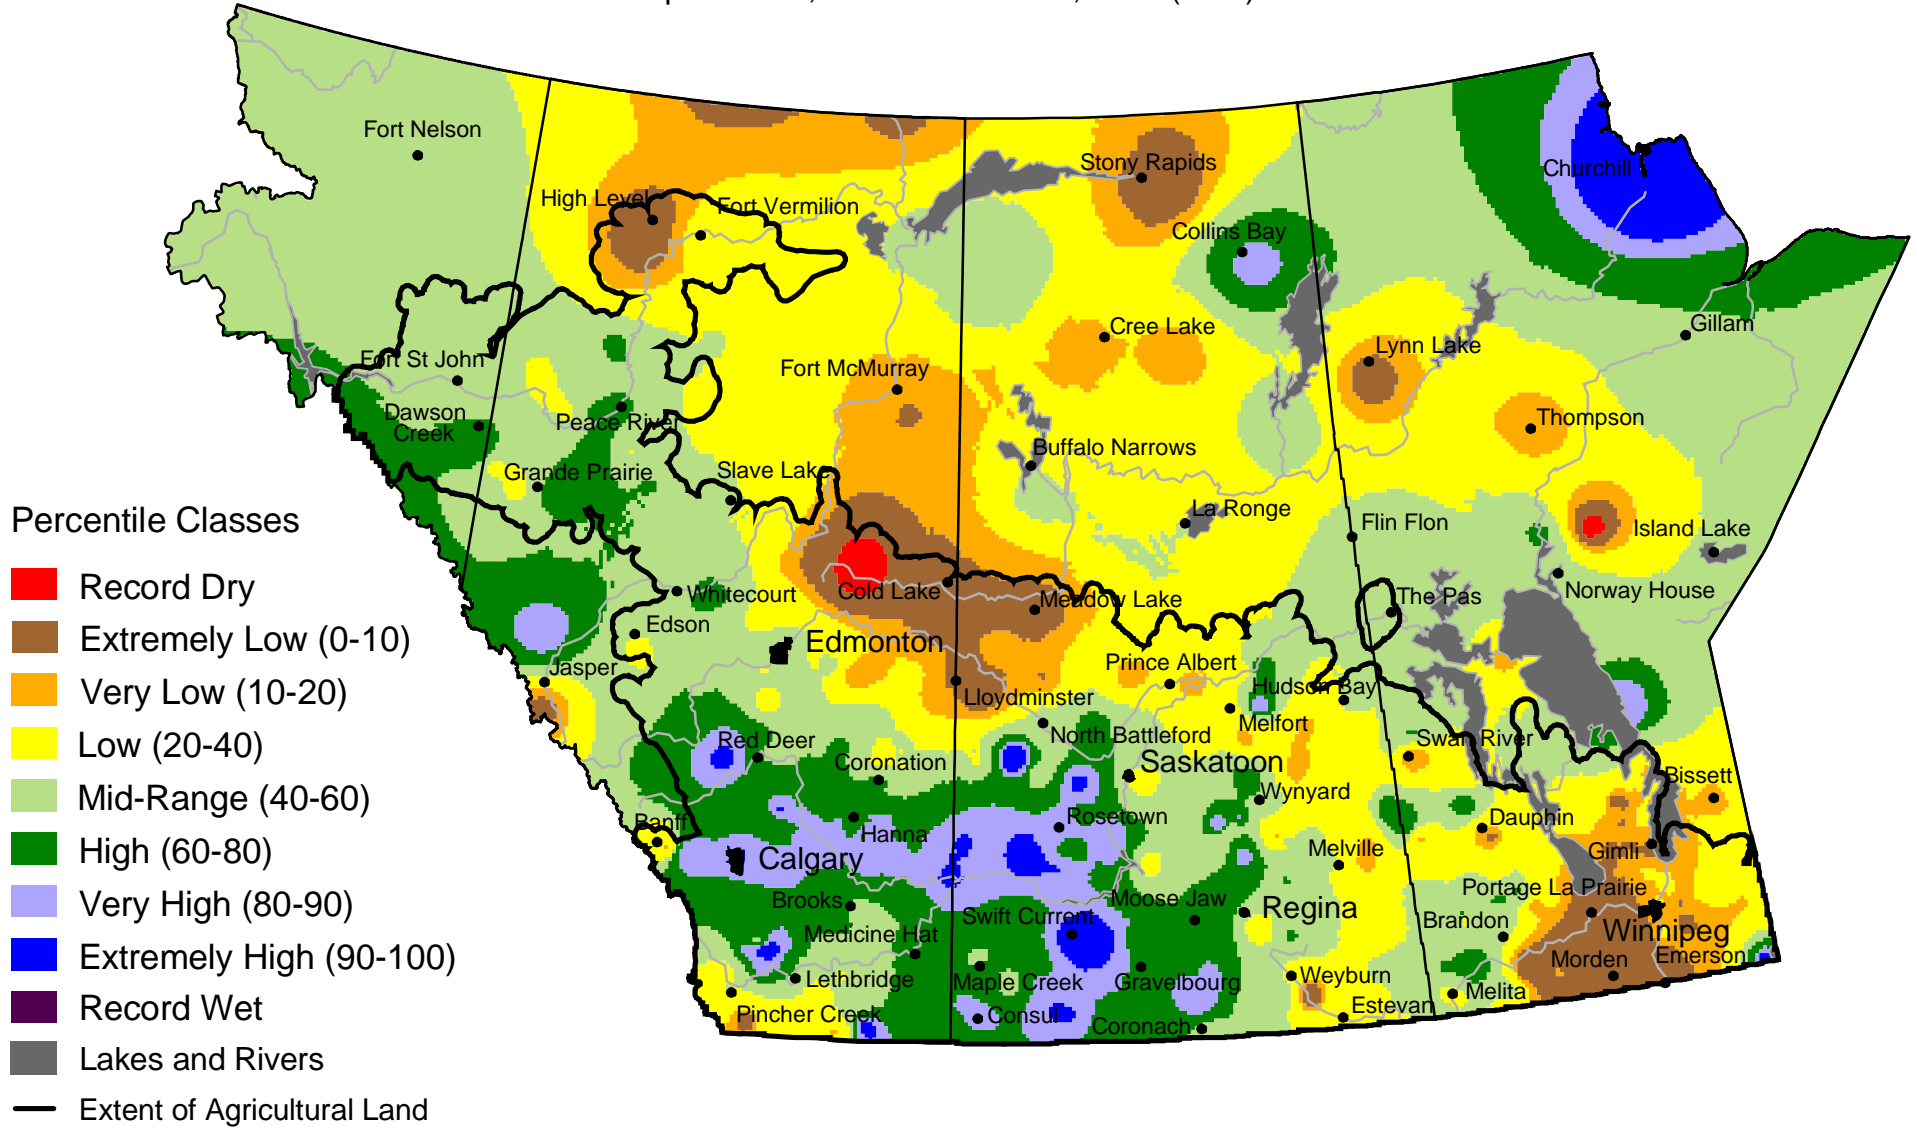 Fort Nelson
Churchill
Stony Rapids
High Level
Fort Vermilion
Collins Bay
Gillam
Cree Lake
Lynn Lake
Fort St John
Fort McMurray
Dawson
Creek
Peace River
Thompson
Buffalo Narrows
Grande Prairie
Slave Lake
La Ronge
Flin Flon
Island Lake
Percentile Classes
Record Dry
Extremely Low (0-10)
Very Low (10-20)
Low (20-40)
Mid-Range (40-60)
High (60-80)
Very High (80-90)
Extremely High (90-100)
Record Wet
Lakes and Rivers
Extent of Agricultural Land
Whitecourt
Cold Lake
Meadow Lake
The Pas
Norway House
Edson
Edmonton
Jasper
Prince Albert
Lloydminster
Hudson Bay
Melfort
Red Deer
North Battleford
Swan River
Coronation
Saskatoon
Bissett
Wynyard
Banff
Hanna
Rosetown
Dauphin
Calgary
Melville
Gimli
Brooks
Moose Jaw
Portage La Prairie
Swift Current
Regina
Brandon
Medicine Hat
Winnipeg
Lethbridge
Maple Creek
Gravelbourg
Weyburn
Morden
Emerson
Melita
Pincher Creek
Consul
Coronach
Estevan